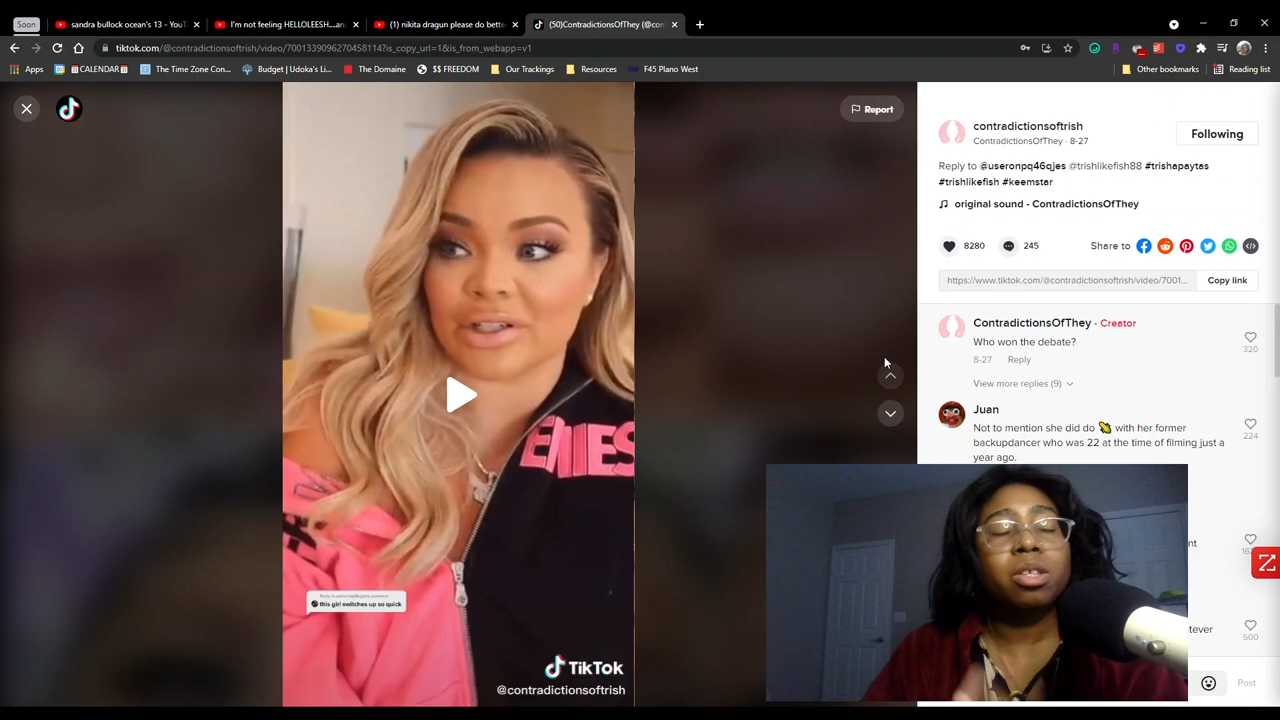 Soon
sandra bullock ocean's 13 - YouT
I'm not feeling HELLOLEESH....an
(1) nikita dragun please do bette
(50)ContradictionsOfThey (@con
tiktok.com/@contradictionsoftrish/video/7001339096270458114?is_copy_url=1&is_from_webapp=v1
Apps
CALENDAR
The Time Zone Con...
Budget | Udoka's Li...
The Domaine
$$ FREEDOM
Our Trackings
Resources
F45 Plano West
Other bookmarks
Reading list
Report
contradictionsoftrish
ContradictionsOfThey · 8-27
Following
Reply to @useronpq46qjes @trishlikefish88 #trishapaytas
#trishlikefish #keemstar
original sound - ContradictionsOfThey
8280
245
Share to
https://www.tiktok.com/@contradictionsoftrish/video/7001...
Copy link
ContradictionsOfThey · Creator
Who won the debate?
8-27 Reply
320
View more replies (9)
Juan
Not to mention she did do 🌽 with her former
backupdancer who was 22 at the time of filming just a
year ago.
224
nt
tever
500
Post
ENIES
this girl switches up so quick
TikTok
@contradictionsoftrish